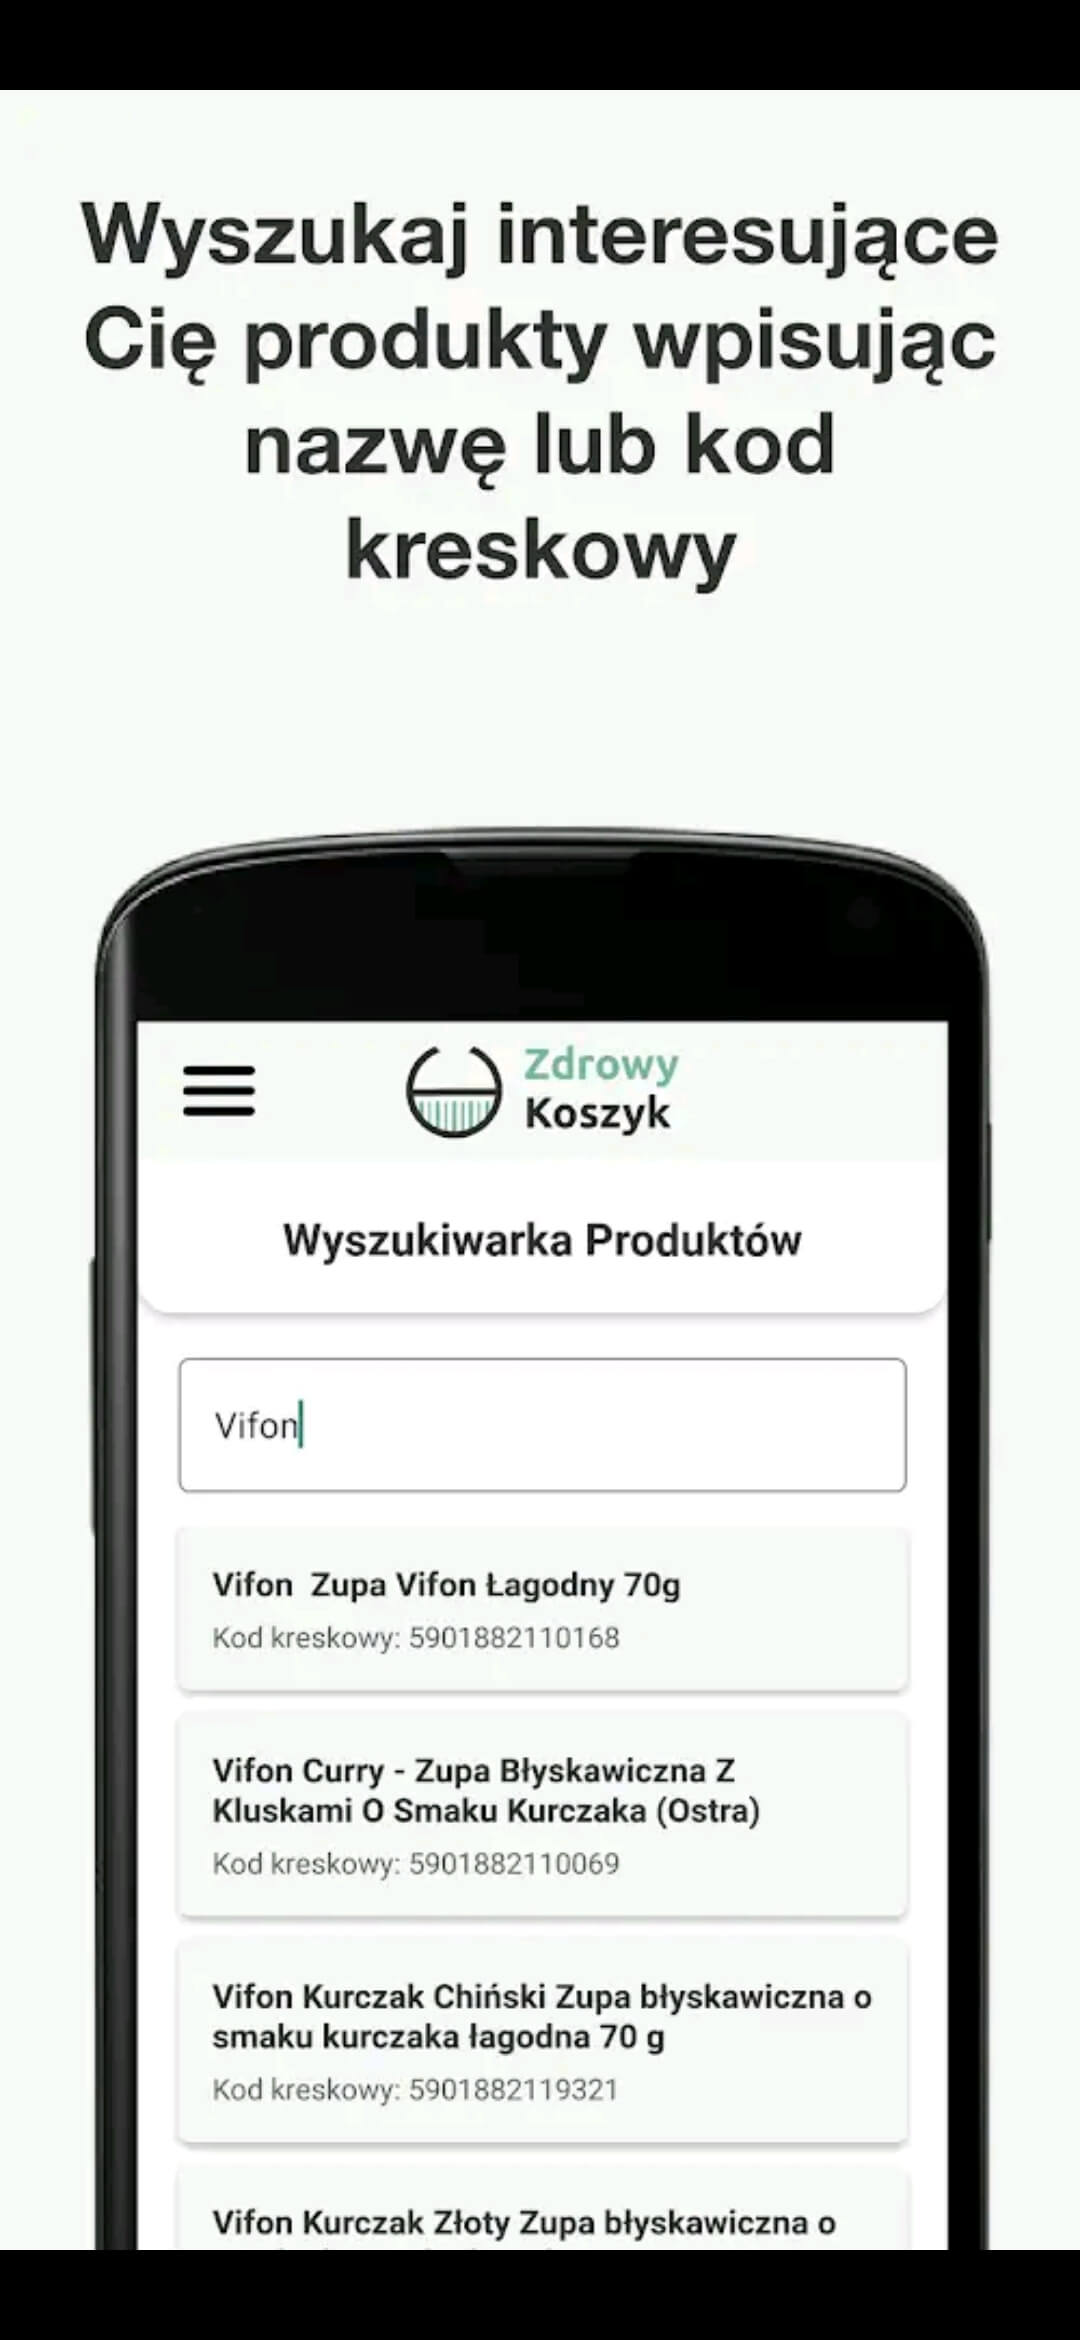 Wyszukaj interesujące
Cię produkty wpisując
nazwę lub kod
kreskowy
Zdrowy
Koszyk
Wyszukiwarka Produktów
Vifon
Vifon  Zupa Vifon Łagodny 70g
Kod kreskowy: 5901882110168
Vifon Curry - Zupa Błyskawiczna Z
Kluskami O Smaku Kurczaka (Ostra)
Kod kreskowy: 5901882110069
Vifon Kurczak Chiński Zupa błyskawiczna o
smaku kurczaka łagodna 70 g
Kod kreskowy: 5901882119321
Vifon Kurczak Złoty Zupa błyskawiczna o